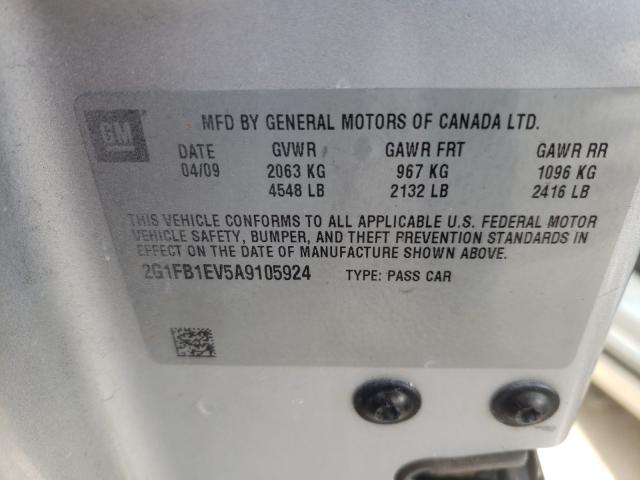 GM
MFD BY GENERAL MOTORS OF CANADA LTD.
DATE GVWR GAWR FRT GAWR RR
04/09 2063 KG 967 KG 1096 KG
4548 LB 2132 LB 2416 LB
THIS VEHICLE CONFORMS TO ALL APPLICABLE U.S. FEDERAL MOTOR
VEHICLE SAFETY, BUMPER, AND THEFT PREVENTION STANDARDS IN
EFFECT ON THE DATE OF MANUFACTURE SHOWN ABOVE.
2G1FB1EV5A9105924 TYPE: PASS CAR